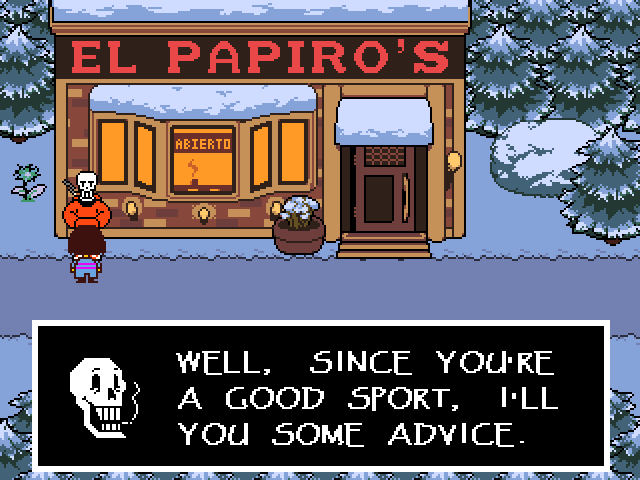 EL PAPIRO'S
ABIERTO
WELL, SINCE YOU'RE
A GOOD SPORT, I'LL
YOU SOME ADVICE.